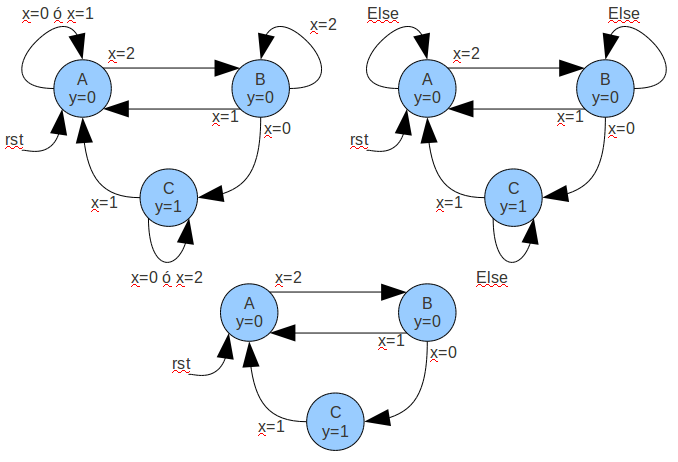 x=0 ó x=1
x=2
x=2
A
y=0
B
y=0
x=1
x=0
rst
C
y=1
x=1
x=0 ó x=2
Else
Else
x=2
A
y=0
B
y=0
x=1
x=0
rst
C
y=1
x=1
Else
x=2
A
y=0
B
y=0
x=1
x=0
rst
C
y=1
x=1